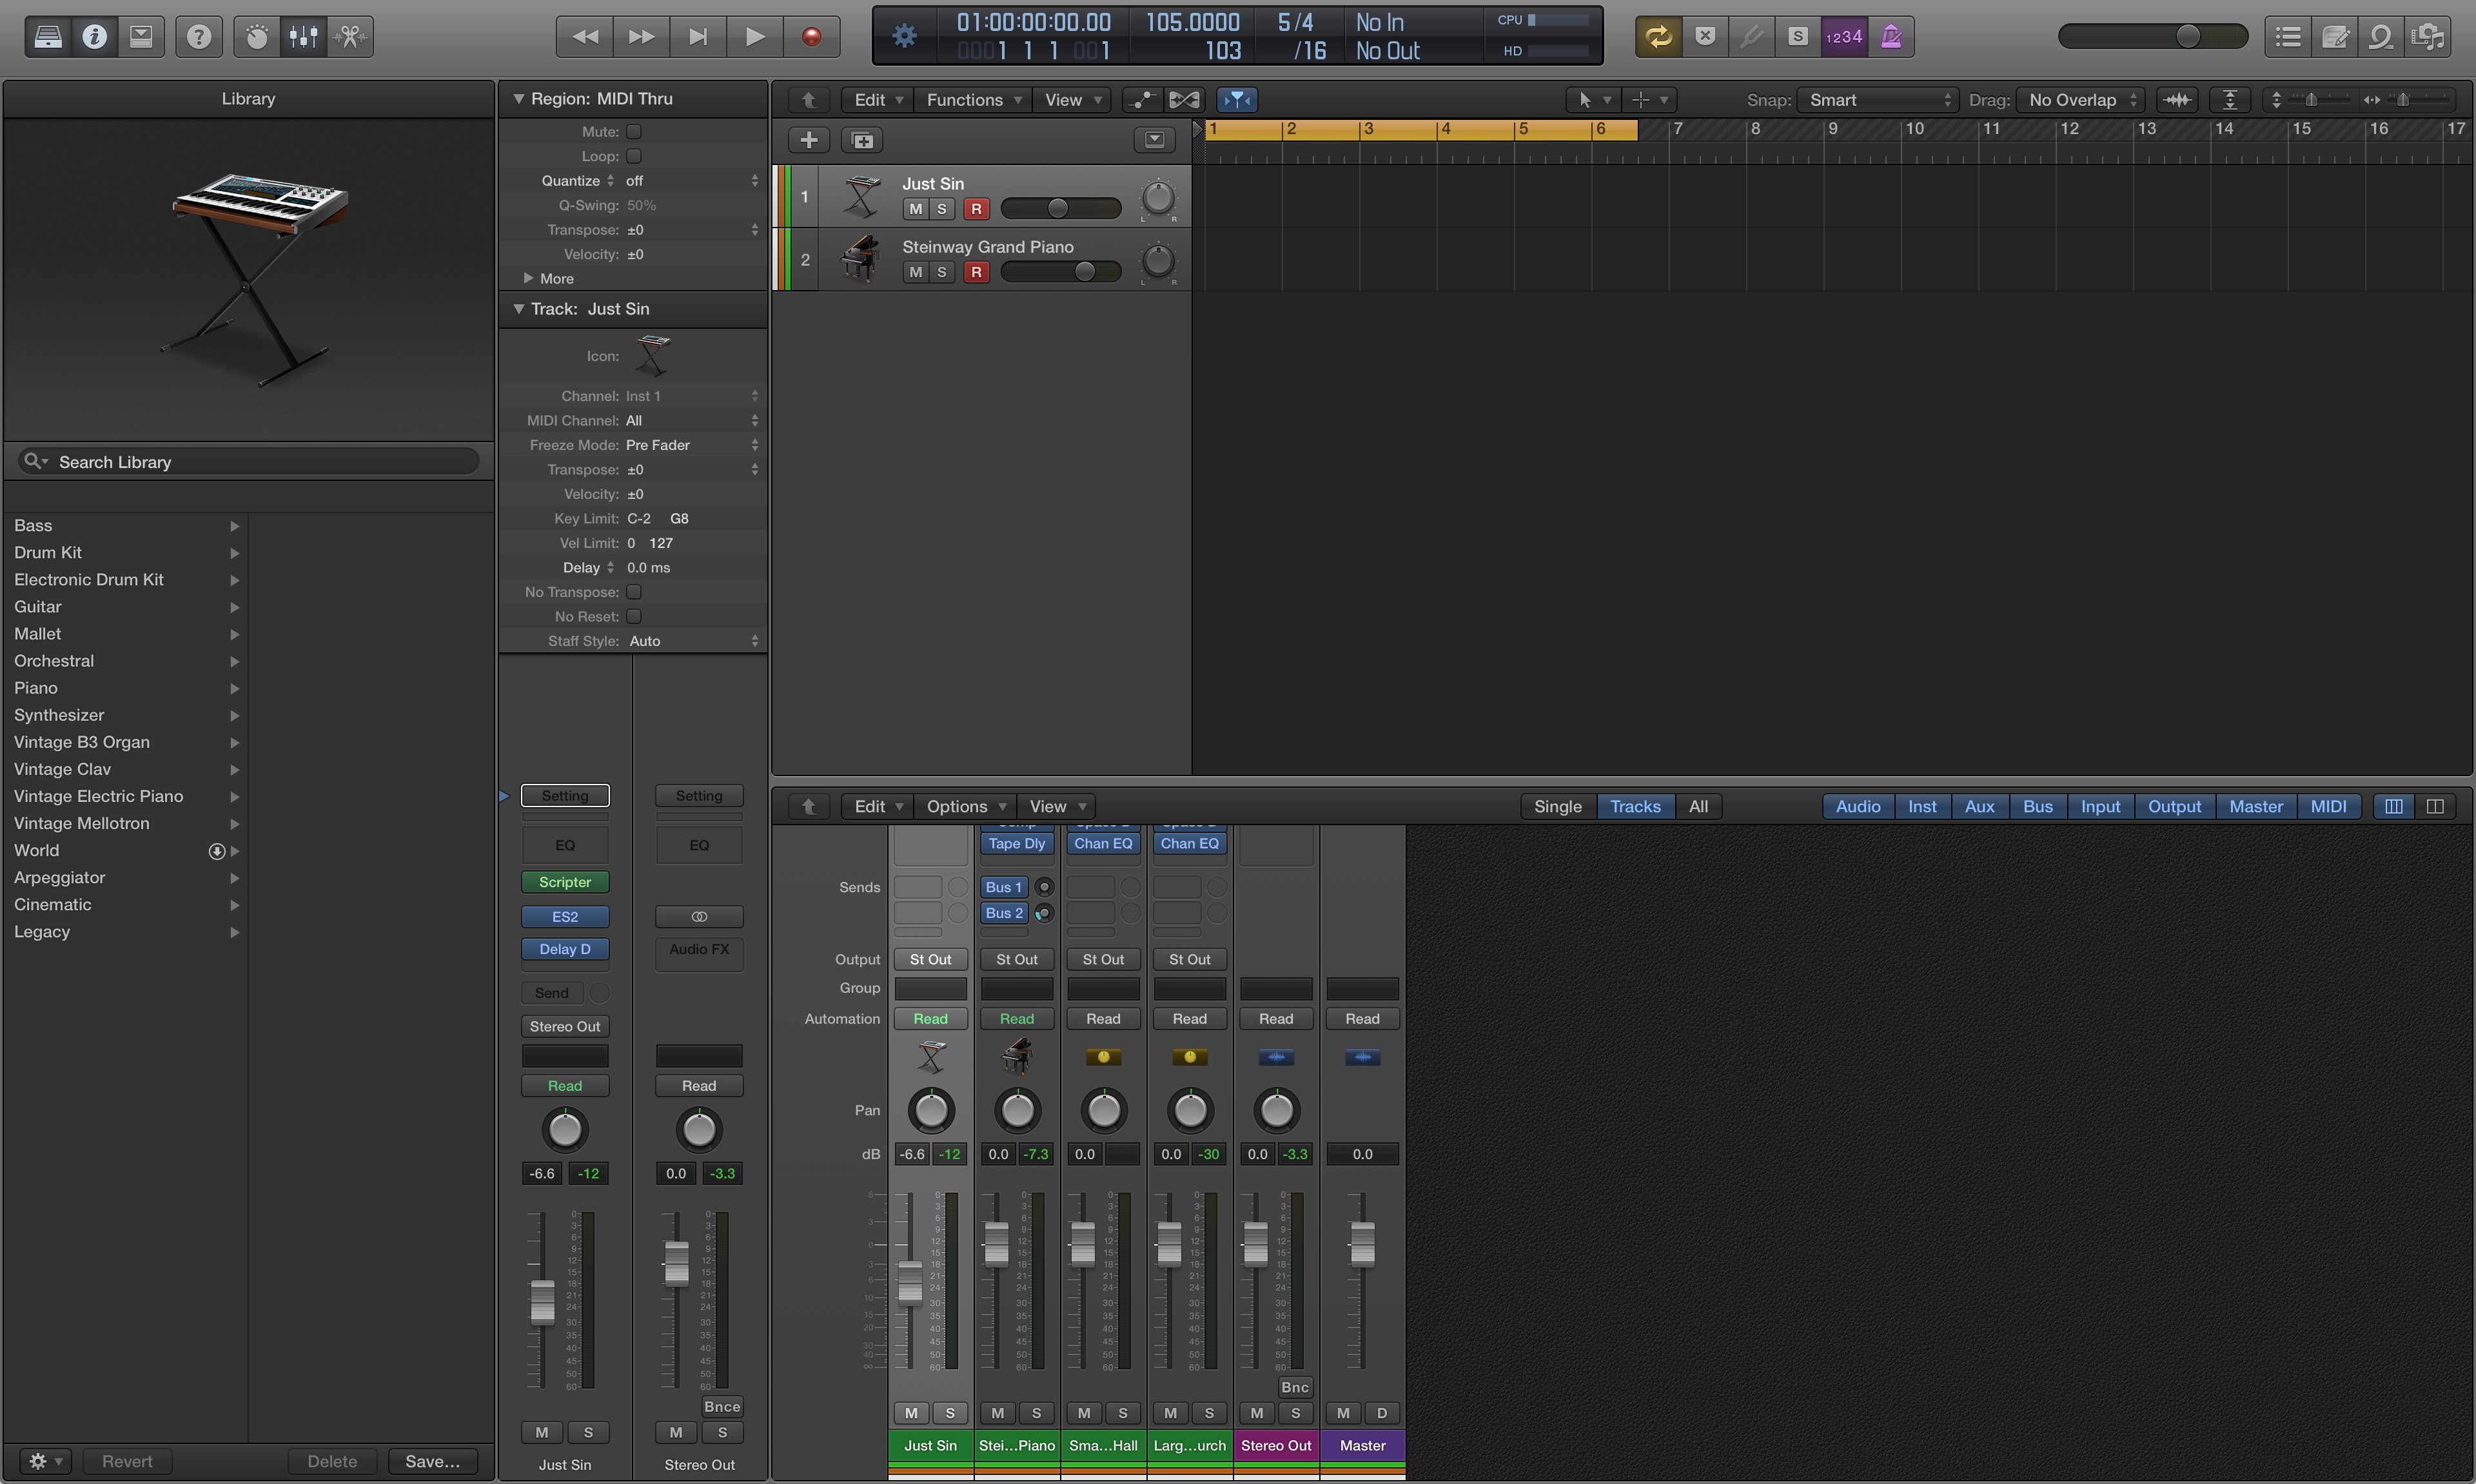 01:00:00:00.00
0001 1 1 001
105.0000
103
5/4
/16
No In
No Out
CPU
HD
S
1234
Library
Search Library
Bass
Drum Kit
Electronic Drum Kit
Guitar
Mallet
Orchestral
Piano
Synthesizer
Vintage B3 Organ
Vintage Clav
Vintage Electric Piano
Vintage Mellotron
World
Arpeggiator
Cinematic
Legacy
Revert Delete Save...
Region: MIDI Thru
Mute:
Loop:
Quantize off
Q-Swing: 50%
Transpose: ±0
Velocity: ±0
More
Track: Just Sin
Icon:
Channel: Inst 1
MIDI Channel: All
Freeze Mode: Pre Fader
Transpose: ±0
Velocity: ±0
Key Limit: C-2 G8
Vel Limit: 0 127
Delay 0.0 ms
No Transpose:
No Reset:
Staff Style: Auto
Setting Setting
EQ EQ
Scripter
ES2
Delay D Audio FX
Send
Stereo Out
Read Read
-6.6 -12 0.0 -3.3
Bnce
M S M S
Just Sin Stereo Out
Edit Functions View
Snap: Smart Drag: No Overlap
1 2 3 4 5 6 7 8 9 10 11 12 13 14 15 16 17
1 Just Sin
M S R L R
2 Steinway Grand Piano
M S R L R
Edit Options View
Single Tracks All
Audio Inst Aux Bus Input Output Master MIDI
Tape Dly Chan EQ Chan EQ
Sends Bus 1
Bus 2
Output St Out St Out St Out St Out
Group
Automation Read Read Read Read Read Read
Pan
dB -6.6 -12 0.0 -7.3 0.0 0.0 -30 0.0 -3.3 0.0
Bnc
M S M S M S M S M S M D
Just Sin Stei...Piano Sma...Hall Larg...urch Stereo Out Master